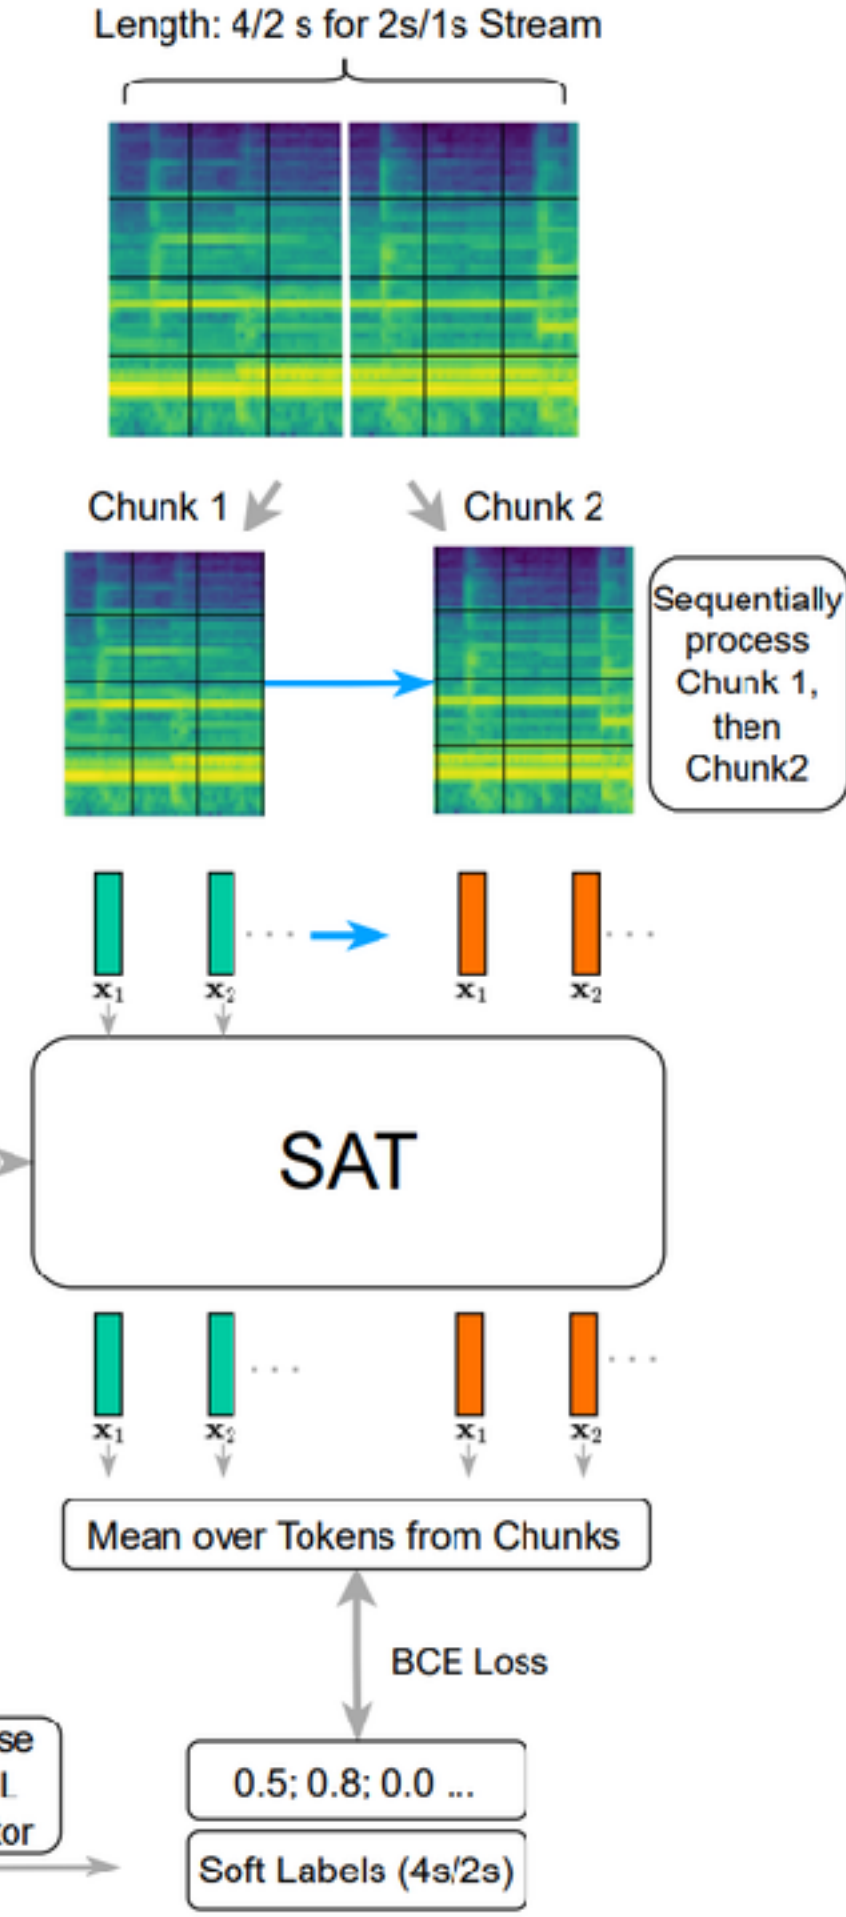 Length: 4/2 s for 2s/1s Stream
Chunk 1
Chunk 2
Sequentially
process
Chunk 1,
then
Chunk2
x₁
x₂
...
x₁
x₂
...
SAT
x₁
x₂
...
x₁
x₂
...
Mean over Tokens from Chunks
BCE Loss
0.5; 0.8; 0.0 ...
Soft Labels (4s/2s)
se
L
tor